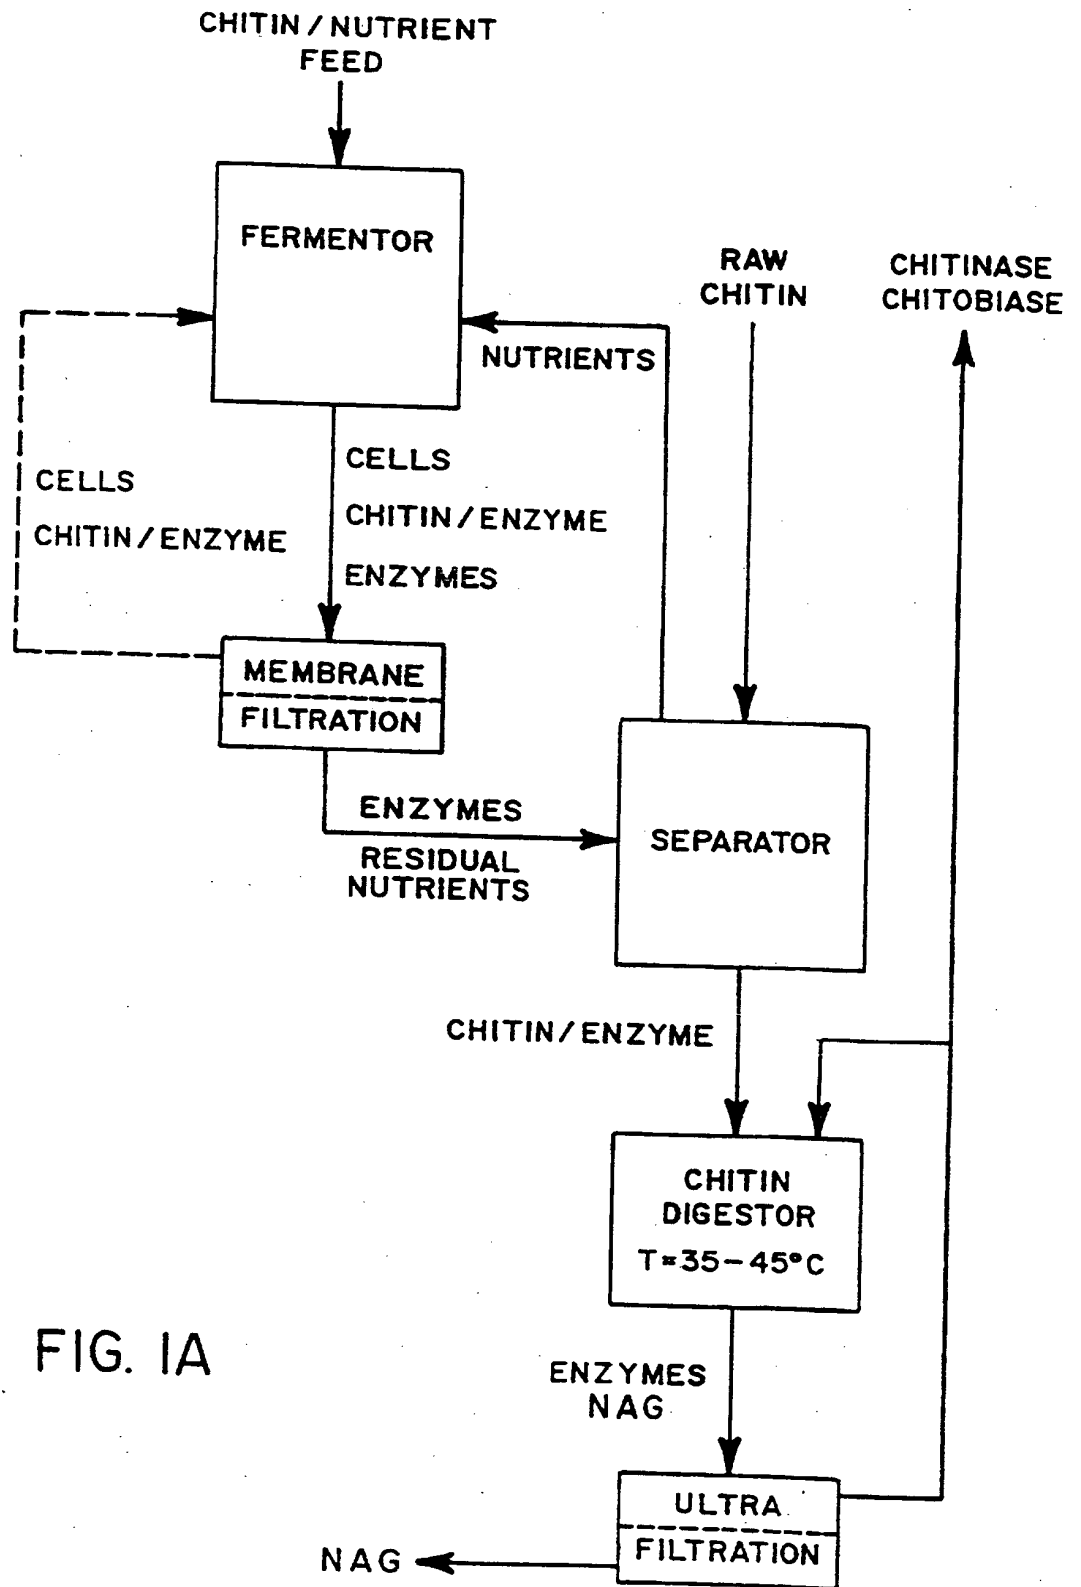 CHITIN / NUTRIENT
FEED
FERMENTOR
RAW
CHITIN
CHITINASE
CHITOBIASE
NUTRIENTS
CELLS
CHITIN/ENZYME
CELLS
CHITIN/ENZYME
ENZYMES
MEMBRANE
FILTRATION
ENZYMES
RESIDUAL
NUTRIENTS
SEPARATOR
CHITIN/ENZYME
CHITIN
DIGESTOR
T=35-45°C
FIG. 1A
ENZYMES
NAG
ULTRA
FILTRATION
NAG